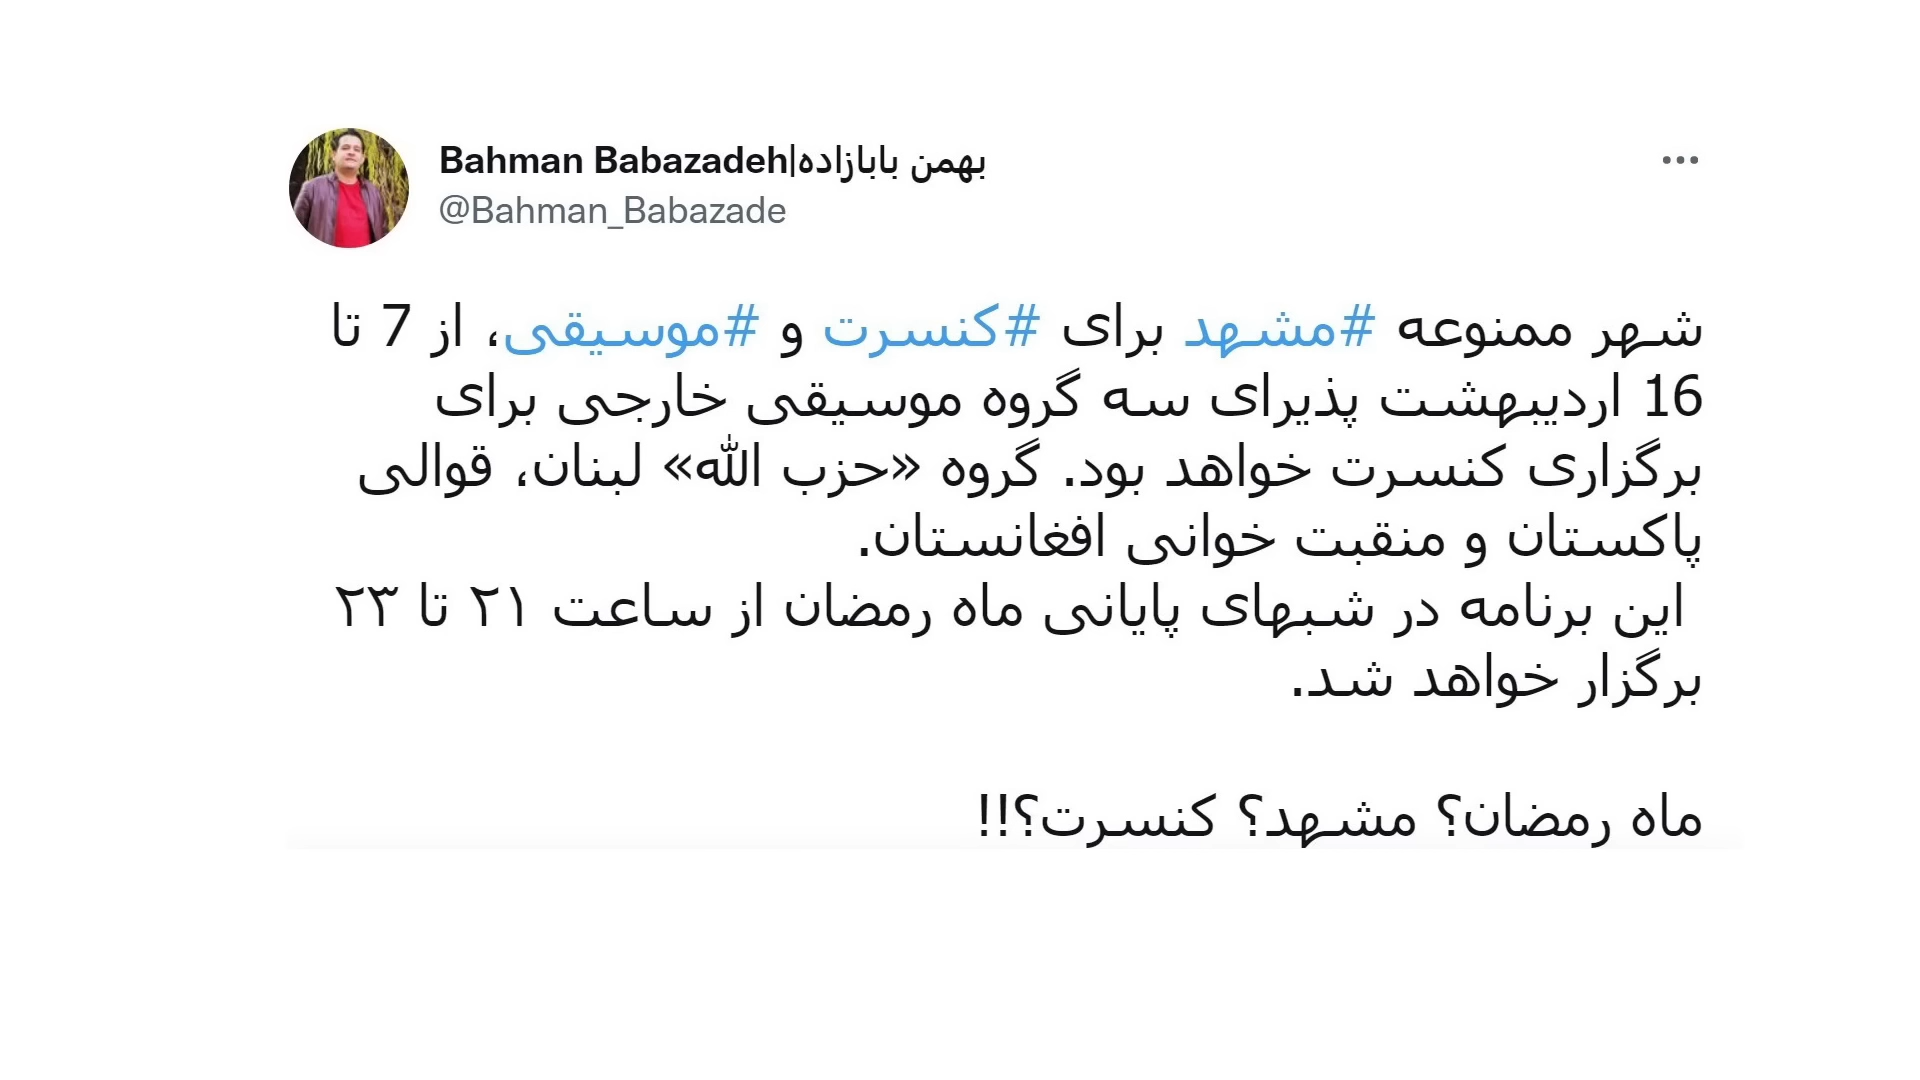 Bahman Babazadeh|بهمن بابازاده
@Bahman_Babazade
شهر ممنوعه #مشهد برای #کنسرت و #موسیقی، از 7 تا
16 اردیبهشت پذیرای سه گروه موسیقی خارجی برای
برگزاری کنسرت خواهد بود. گروه «حزب الله» لبنان، قوالی
پاکستان و منقبت خوانی افغانستان.
این برنامه در شبهای پایانی ماه رمضان از ساعت ۲۱ تا ۲۳
برگزار خواهد شد.
ماه رمضان؟ مشهد؟ کنسرت؟!!